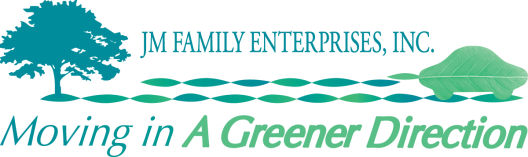 JM FAMILY ENTERPRISES, INC.
Moving in A Greener Direction